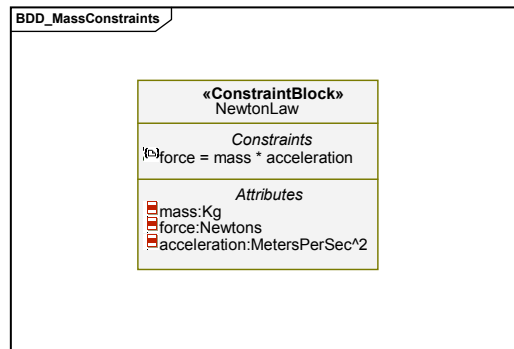 BDD_MassConstraints
«ConstraintBlock»
NewtonLaw
Constraints
force = mass * acceleration
Attributes
mass:Kg
force:Newtons
acceleration:MetersPerSec^2